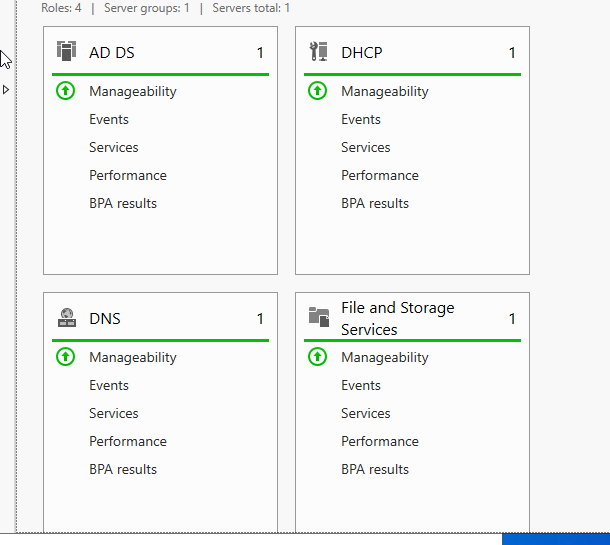 Roles: 4 | Server groups: 1 | Servers total: 1
AD DS 1
Manageability
Events
Services
Performance
BPA results
DHCP 1
Manageability
Events
Services
Performance
BPA results
DNS 1
Manageability
Events
Services
Performance
BPA results
File and Storage
Services 1
Manageability
Events
Services
Performance
BPA results